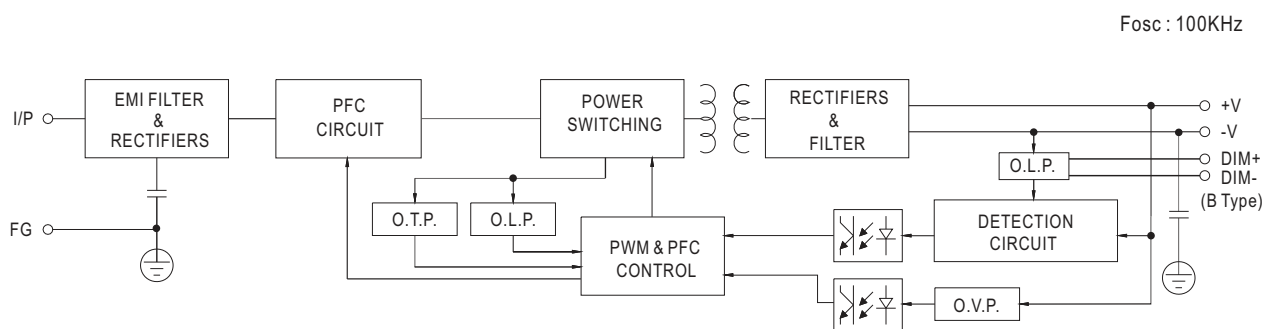 Fosc : 100KHz
I/P
EMI FILTER
&
RECTIFIERS
PFC
CIRCUIT
POWER
SWITCHING
RECTIFIERS
&
FILTER
+V
-V
DIM+
DIM-
(B Type)
O.L.P.
FG
O.T.P.
O.L.P.
PWM & PFC
CONTROL
DETECTION
CIRCUIT
O.V.P.